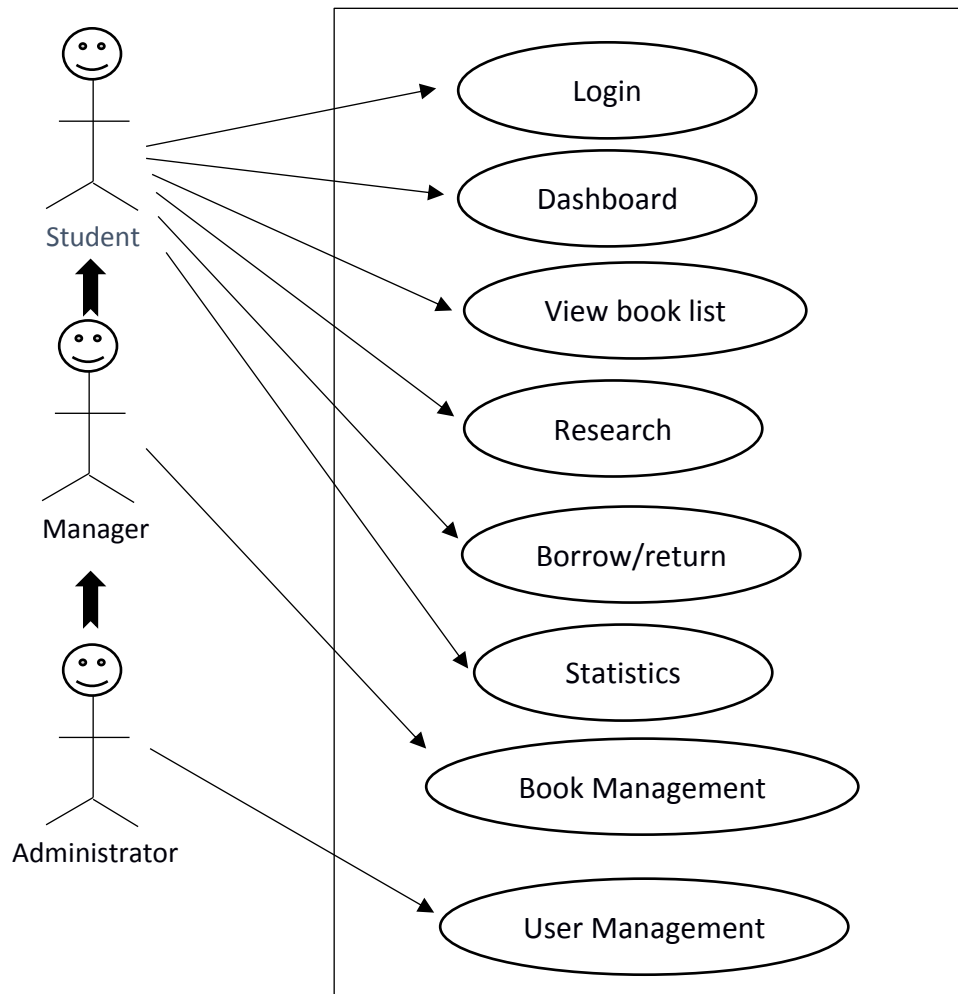 Login
Dashboard
Student
View book list
Research
Manager
Borrow/return
Statistics
Book Management
Administrator
User Management